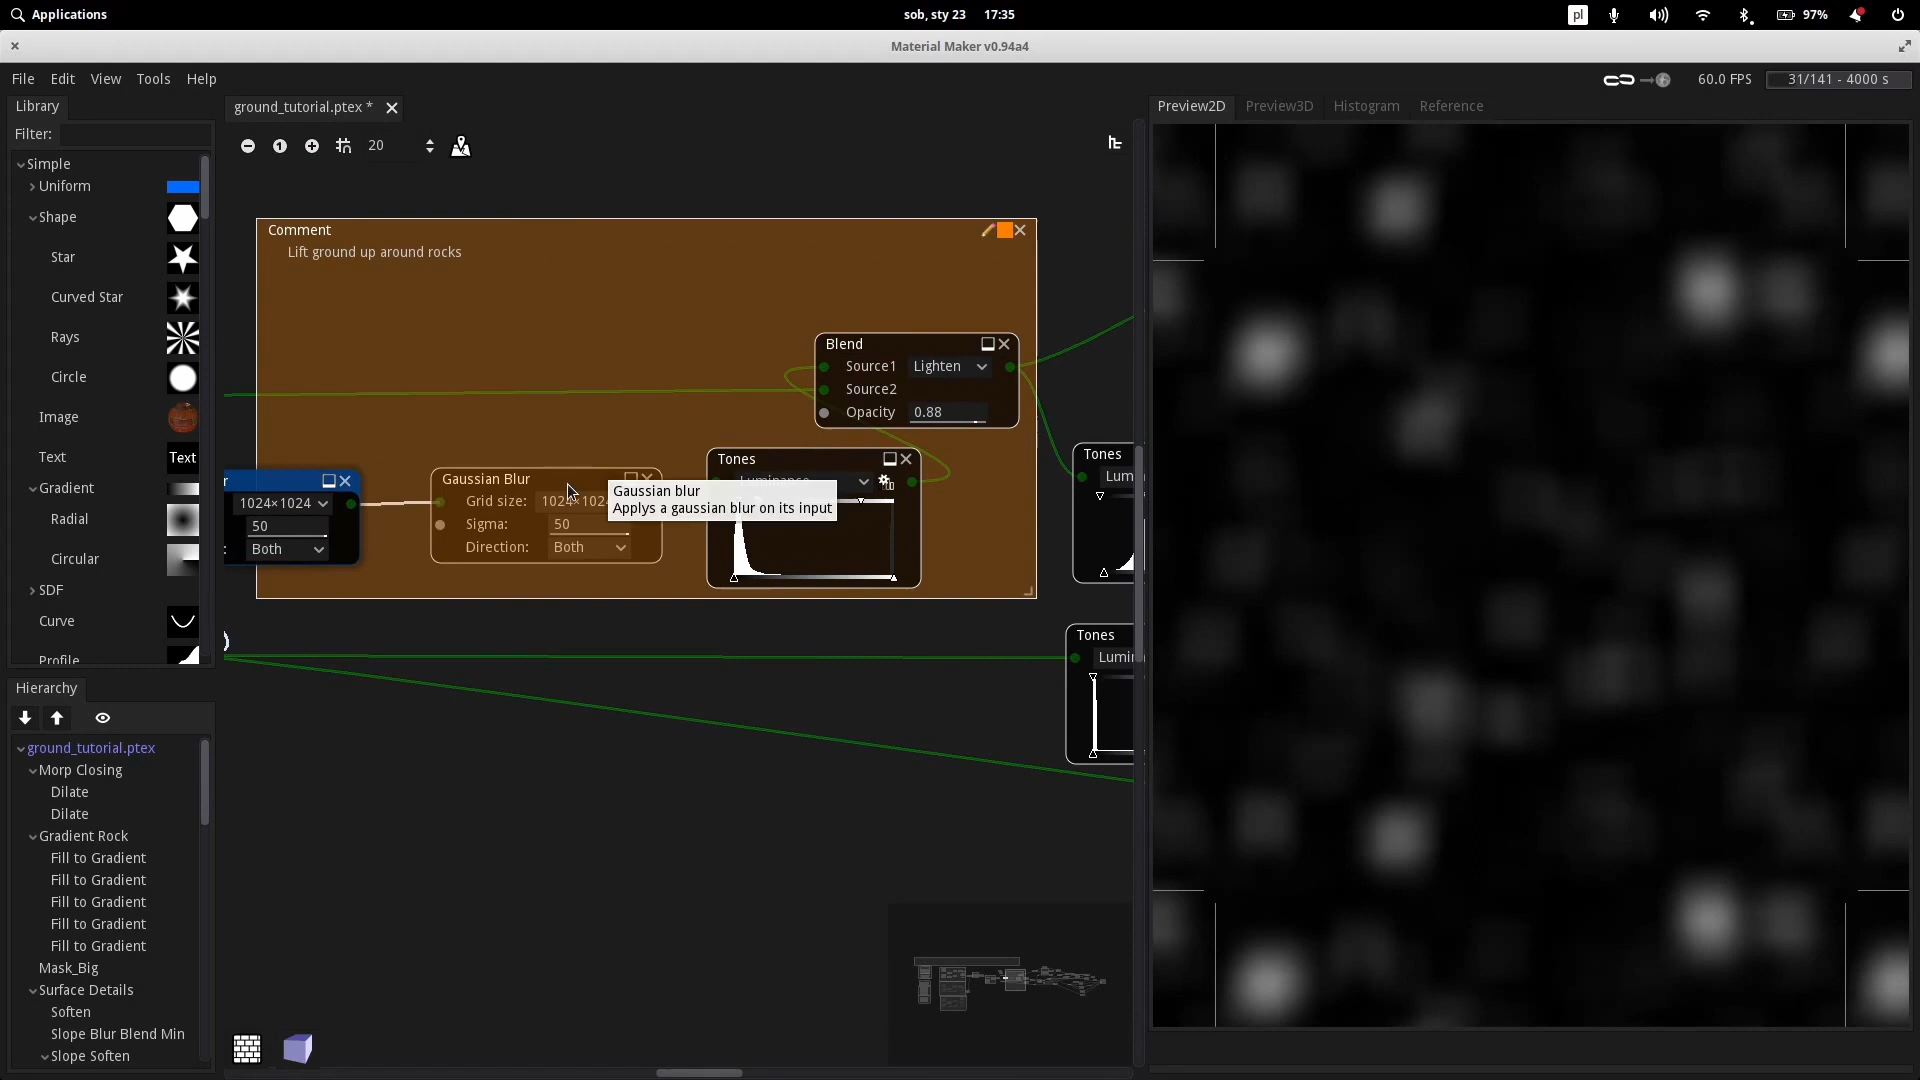 Applications
sob, sty 23 17:35
pl
97%
Material Maker v0.94a4
File Edit View Tools Help
60.0 FPS
31/141 - 4000 s
Library
Filter:
Simple
Uniform
Shape
Star
Curved Star
Rays
Circle
Image
Text
Text
Gradient
Radial
Circular
SDF
Curve
Profile
Hierarchy
ground_tutorial.ptex
Morp Closing
Dilate
Dilate
Gradient Rock
Fill to Gradient
Fill to Gradient
Fill to Gradient
Fill to Gradient
Fill to Gradient
Mask_Big
Surface Details
Soften
Slope Blur Blend Min
Slope Soften
ground_tutorial.ptex *
20
Comment
Lift ground up around rocks
Blend
Source1 Lighten
Source2
Opacity 0.88
r
1024×1024
50
: Both
Gaussian Blur
Grid size: 1024×102
Sigma: 50
Direction: Both
Gaussian blur
Applys a gaussian blur on its input
Tones
Luminance
Tones
Lum
Tones
Lumin
Preview2D Preview3D Histogram Reference